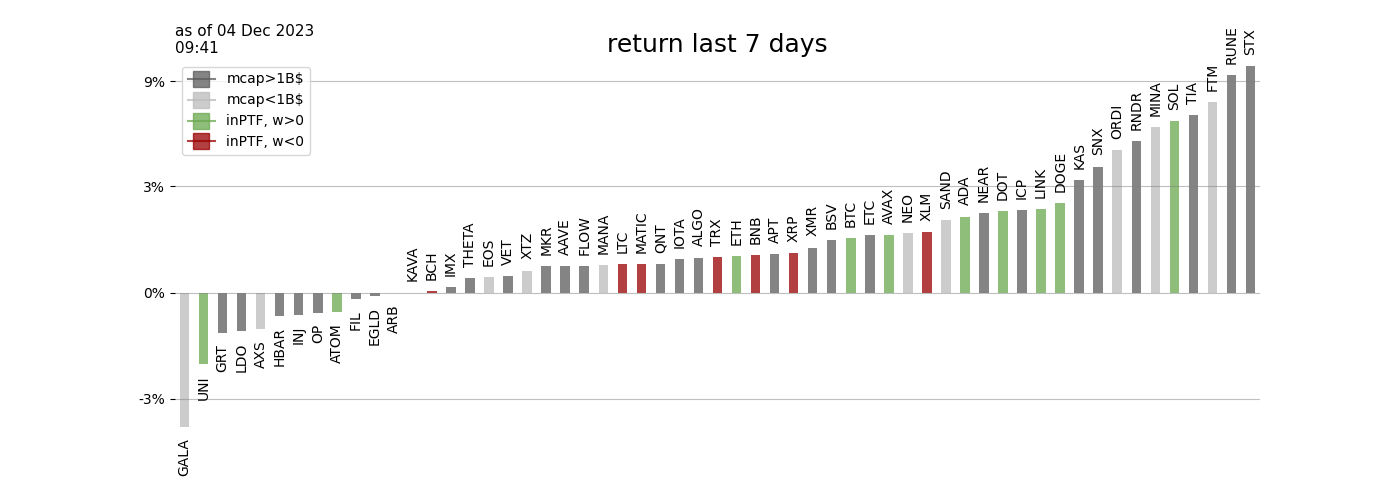 as of 04 Dec 2023
09:41
return last 7 days
mcap>1B$
mcap<1B$
inPTF, w>0
inPTF, w<0
9%
3%
0%
-3%
GALA
UNI
GRT
LDO
AXS
HBAR
INJ
OP
ATOM
FIL
EGLD
ARB
KAVA
BCH
IMX
THETA
EOS
VET
XTZ
MKR
AAVE
FLOW
MANA
LTC
MATIC
QNT
IOTA
ALGO
TRX
ETH
BNB
APT
XRP
XMR
BSV
BTC
ETC
AVAX
NEO
XLM
SAND
ADA
NEAR
DOT
ICP
LINK
DOGE
KAS
SNX
ORDI
RNDR
MINA
SOL
TIA
FTM
RUNE
STX